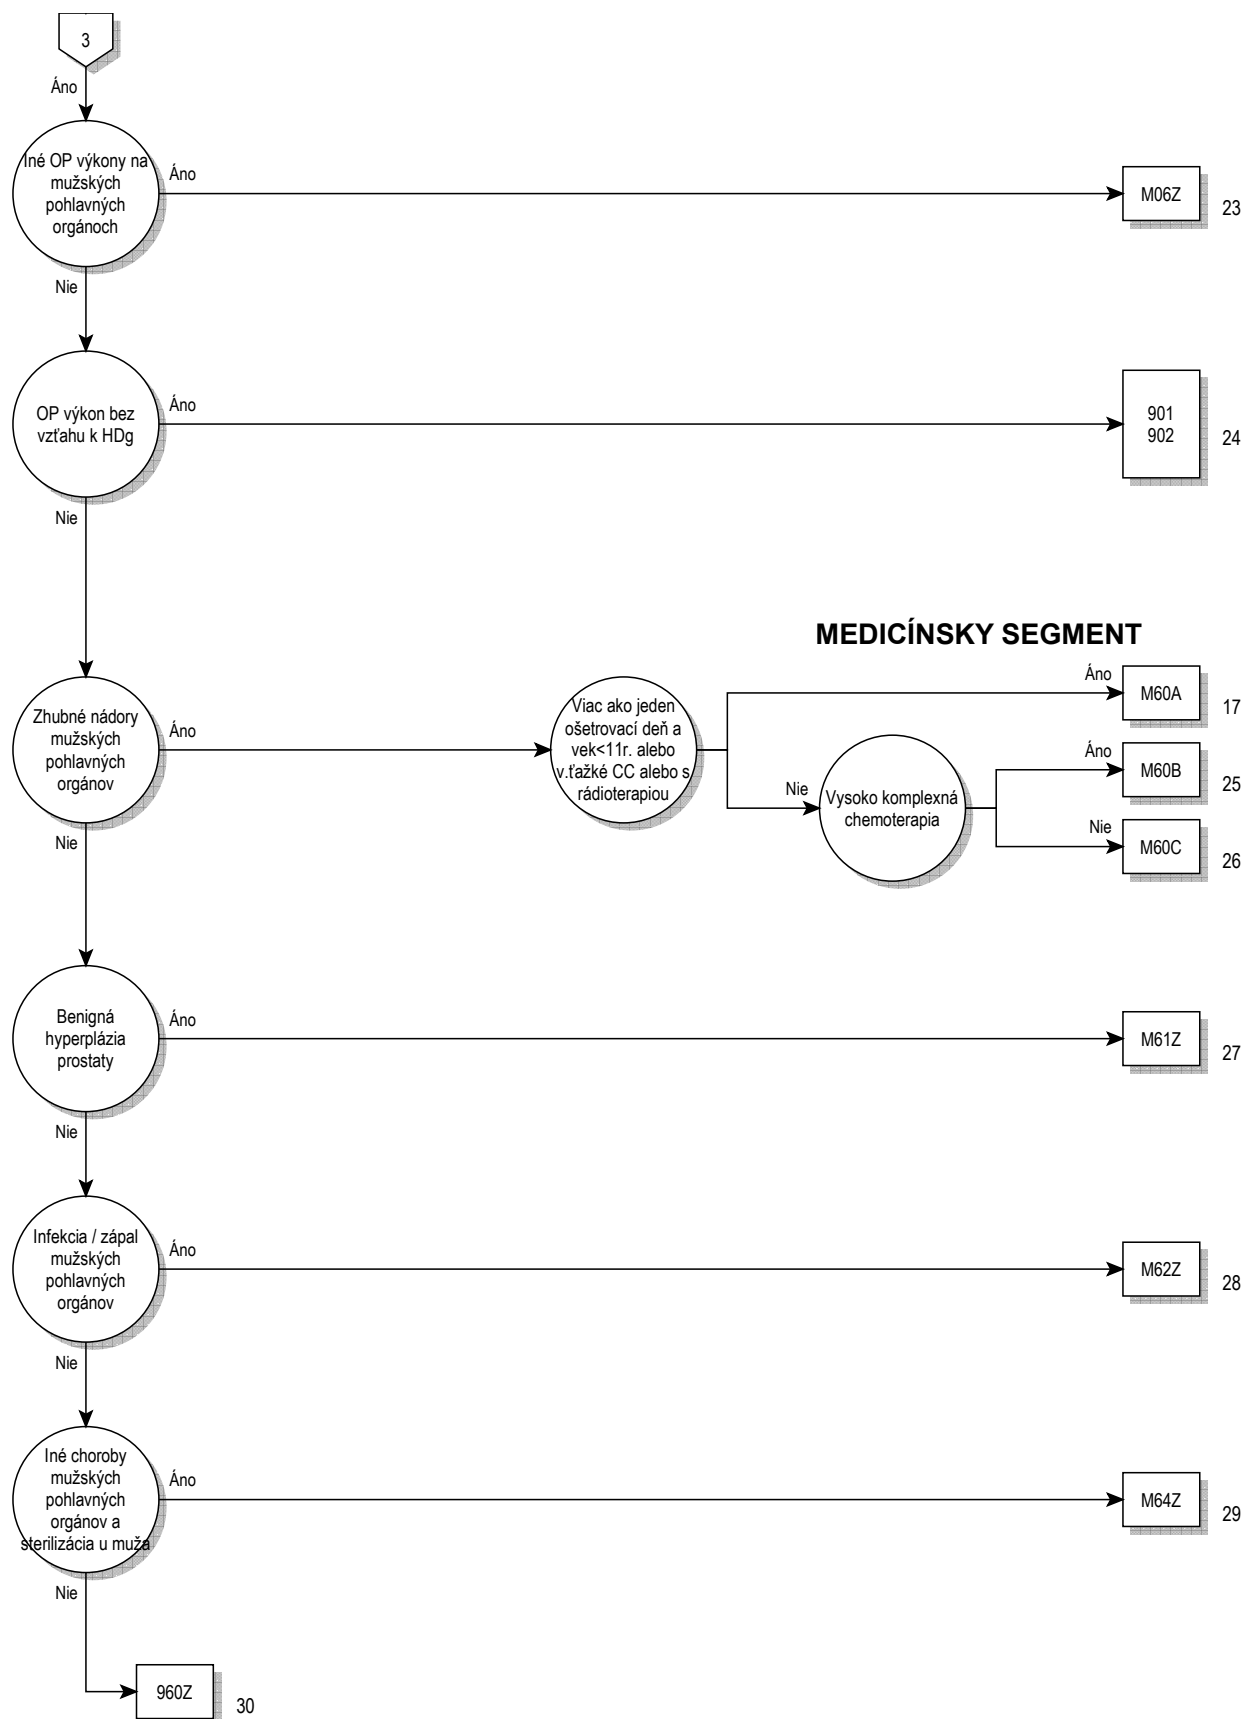 3
Áno
Iné OP výkony na
mužských
pohlavných
orgánoch
Áno
M06Z
23
Nie
OP výkon bez
vzťahu k HDg
Áno
901
902
24
Nie
MEDICÍNSKY SEGMENT
Zhubné nádory
mužských
pohlavných
orgánov
Áno
Viac ako jeden
ošetrovací deň a
vek<11r. alebo
v.ťažké CC alebo s
rádioterapiou
Áno
M60A
17
Nie
Vysoko komplexná
chemoterapia
Áno
M60B
25
Nie
M60C
26
Nie
Benigná
hyperplázia
prostaty
Áno
M61Z
27
Nie
Infekcia / zápal
mužských
pohlavných
orgánov
Áno
M62Z
28
Nie
Iné choroby
mužských
pohlavných
orgánov a
sterilizácia u muža
Áno
M64Z
29
Nie
960Z
30